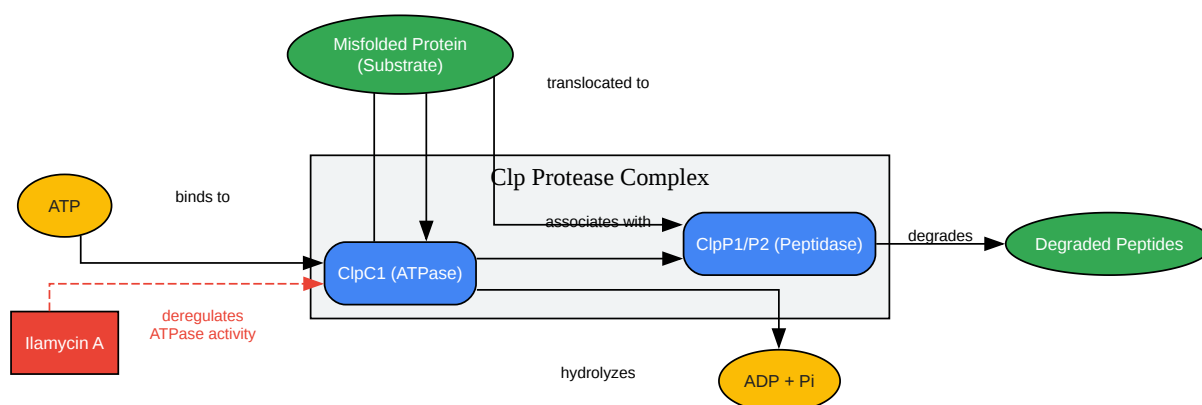 Misfolded Protein
(Substrate)
translocated to
Clp Protease Complex
ATP
binds to
associates with
ClpP1/P2 (Peptidase)
degrades
Degraded Peptides
ClpC1 (ATPase)
deregulates
ATPase activity
Ilamycin A
hydrolyzes
ADP + Pi